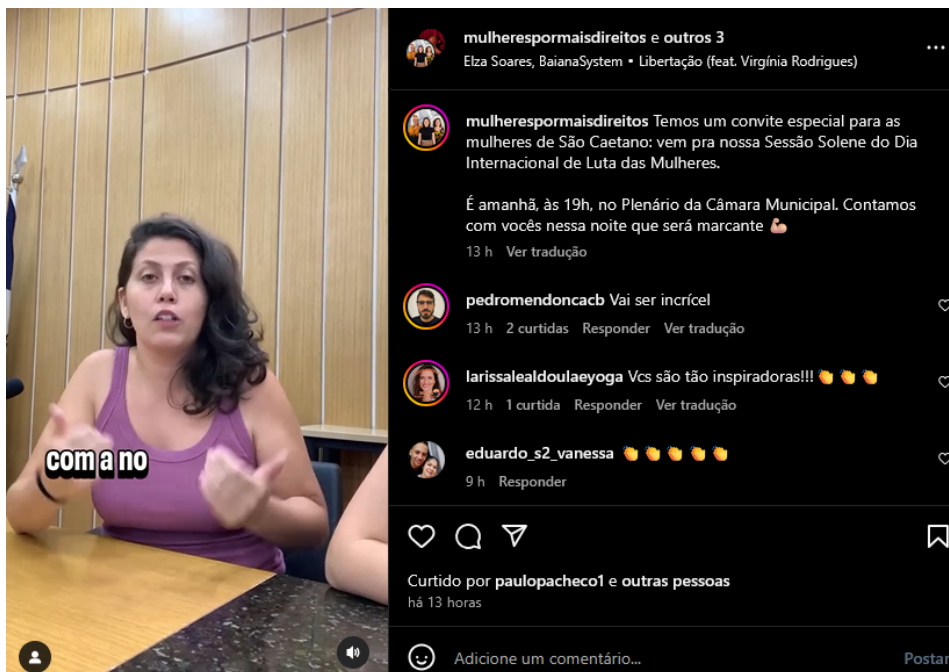 com a no
mulherespormaisdireitos e outros 3
Elza Soares, BaianaSystem • Libertação (feat. Virgínia Rodrigues)
mulherespormaisdireitos Temos um convite especial para as
mulheres de São Caetano: vem pra nossa Sessão Solene do Dia
Internacional de Luta das Mulheres.
É amanhã, às 19h, no Plenário da Câmara Municipal. Contamos
com vocês nessa noite que será marcante 💪🏼
13 h Ver tradução
pedromendoncacb Vai ser incrícel
13 h 2 curtidas Responder Ver tradução
larissalealdoulaeyoga Vcs são tão inspiradoras!!! 👏 👏 👏
12 h 1 curtida Responder Ver tradução
eduardo_s2_vanessa 👏 👏 👏 👏 👏
9 h Responder
Curtido por paulopacheco1 e outras pessoas
há 13 horas
Adicione um comentário...
Postar